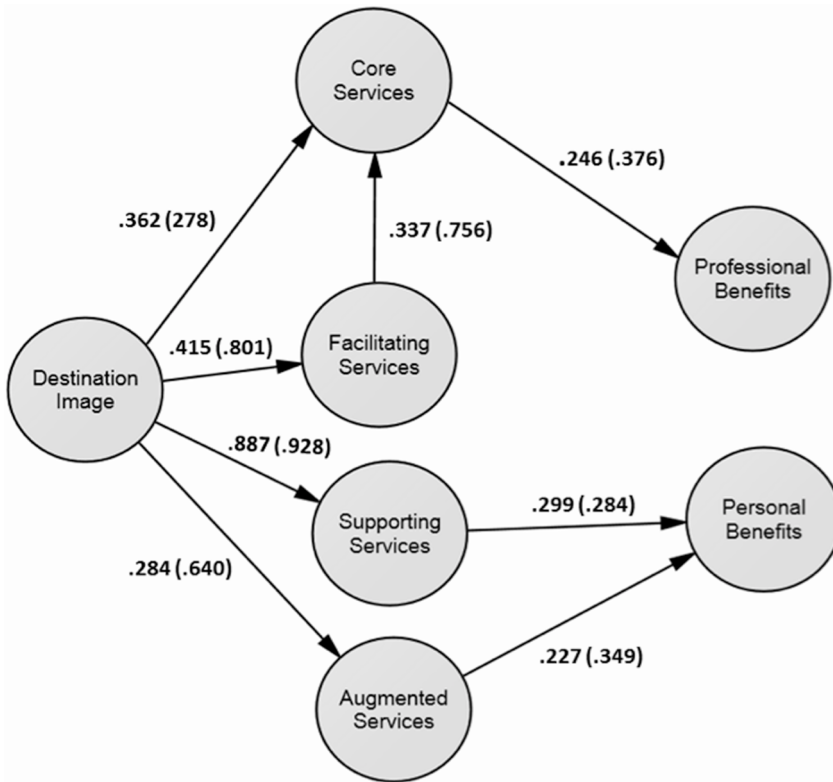 Core
Services
.246 (.376)
.362 (278)
.337 (.756)
Professional
Benefits
.415 (.801)
Facilitating
Services
Destination
Image
.887 (.928)
.299 (.284)
Personal
Benefits
Supporting
Services
.284 (.640)
.227 (.349)
Augmented
Services